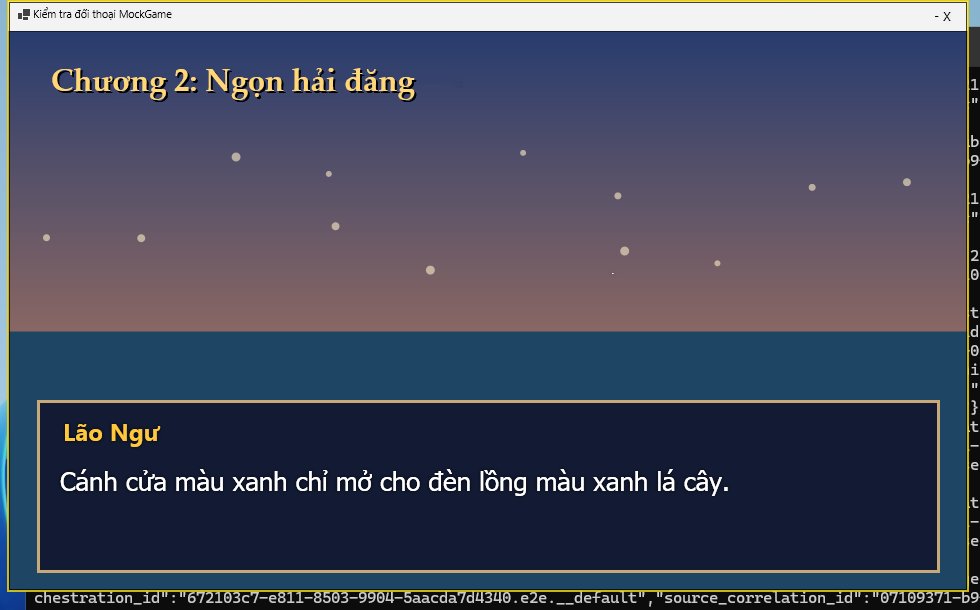 Kiểm tra đối thoại MockGame
- X
Chương 2: Ngọn hải đăng
Lão Ngư
Cánh cửa màu xanh chỉ mở cho đèn lồng màu xanh lá cây.
chestration_id":"672103c7-e811-8503-9904-5aacda7d4340.e2e.__default","source_correlation_id":"07109371-b9